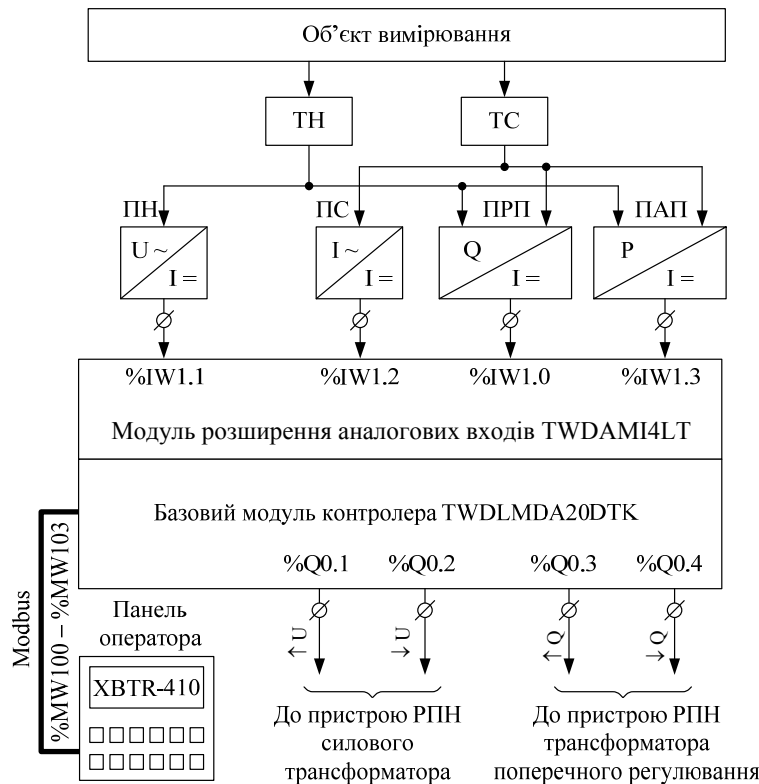 Об’єкт вимірювання
ТН
ТС
ПН
ПС
ПРП
ПАП
U ~
I =
I ~
I =
Q
I =
P
I =
%IW1.1
%IW1.2
%IW1.0
%IW1.3
Модуль розширення аналогових входів TWDAMI4LT
Базовий модуль контролера TWDLMDA20DTK
%Q0.1
%Q0.2
%Q0.3
%Q0.4
Modbus
%MW100 – %MW103
Панель
оператора
XBTR-410
↑ U
↓ U
↑ Q
↓ Q
До пристрою РПН
силового
трансформатора
До пристрою РПН
трансформатора
поперечного регулювання